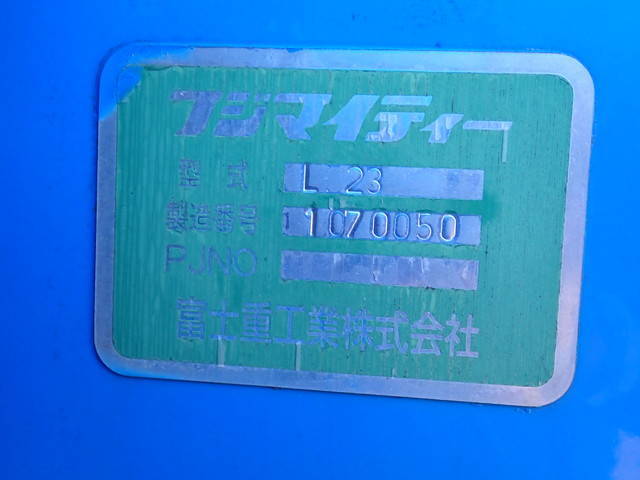 フジマイティー
型式 L 23
製造番号 1070050
PJNO
富士重工業株式会社